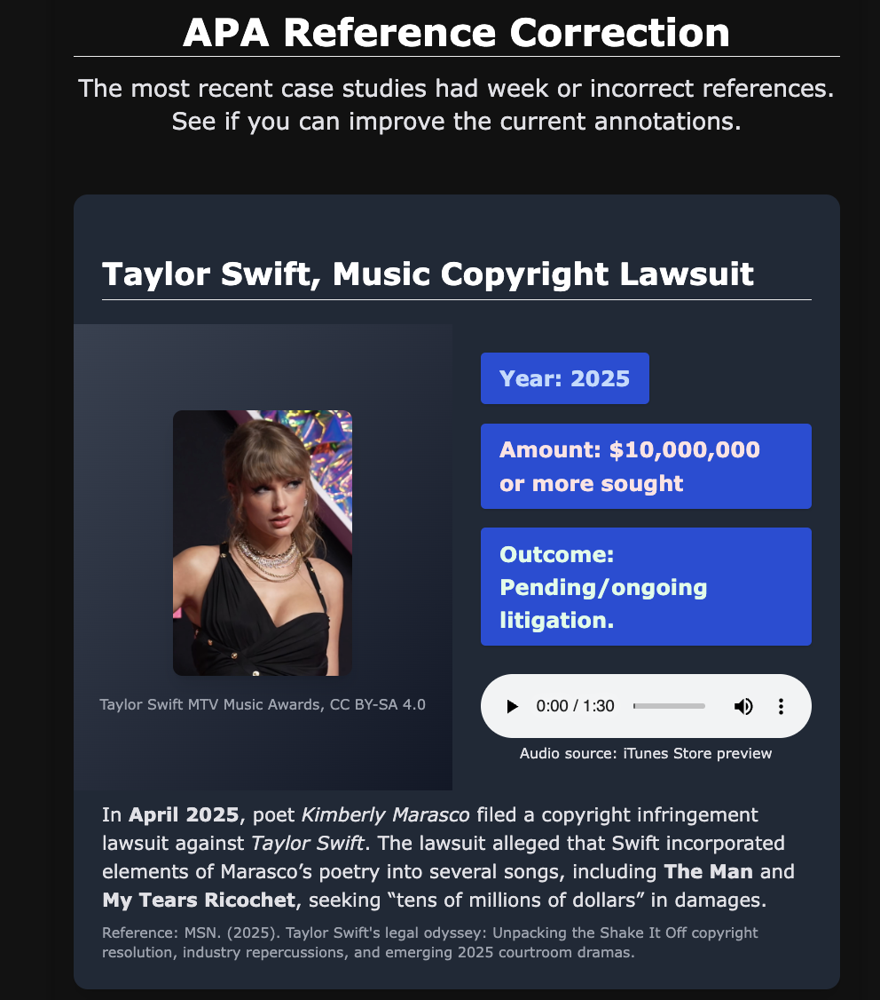 APA Reference Correction
The most recent case studies had week or incorrect references.
See if you can improve the current annotations.
Taylor Swift, Music Copyright Lawsuit
Taylor Swift MTV Music Awards, CC BY-SA 4.0
Year: 2025
Amount: $10,000,000
or more sought
Outcome:
Pending/ongoing
litigation.
0:00 / 1:30
Audio source: iTunes Store preview
In April 2025, poet Kimberly Marasco filed a copyright infringement
lawsuit against Taylor Swift. The lawsuit alleged that Swift incorporated
elements of Marasco’s poetry into several songs, including The Man and
My Tears Ricochet, seeking “tens of millions of dollars” in damages.
Reference: MSN. (2025). Taylor Swift's legal odyssey: Unpacking the Shake It Off copyright
resolution, industry repercussions, and emerging 2025 courtroom dramas.